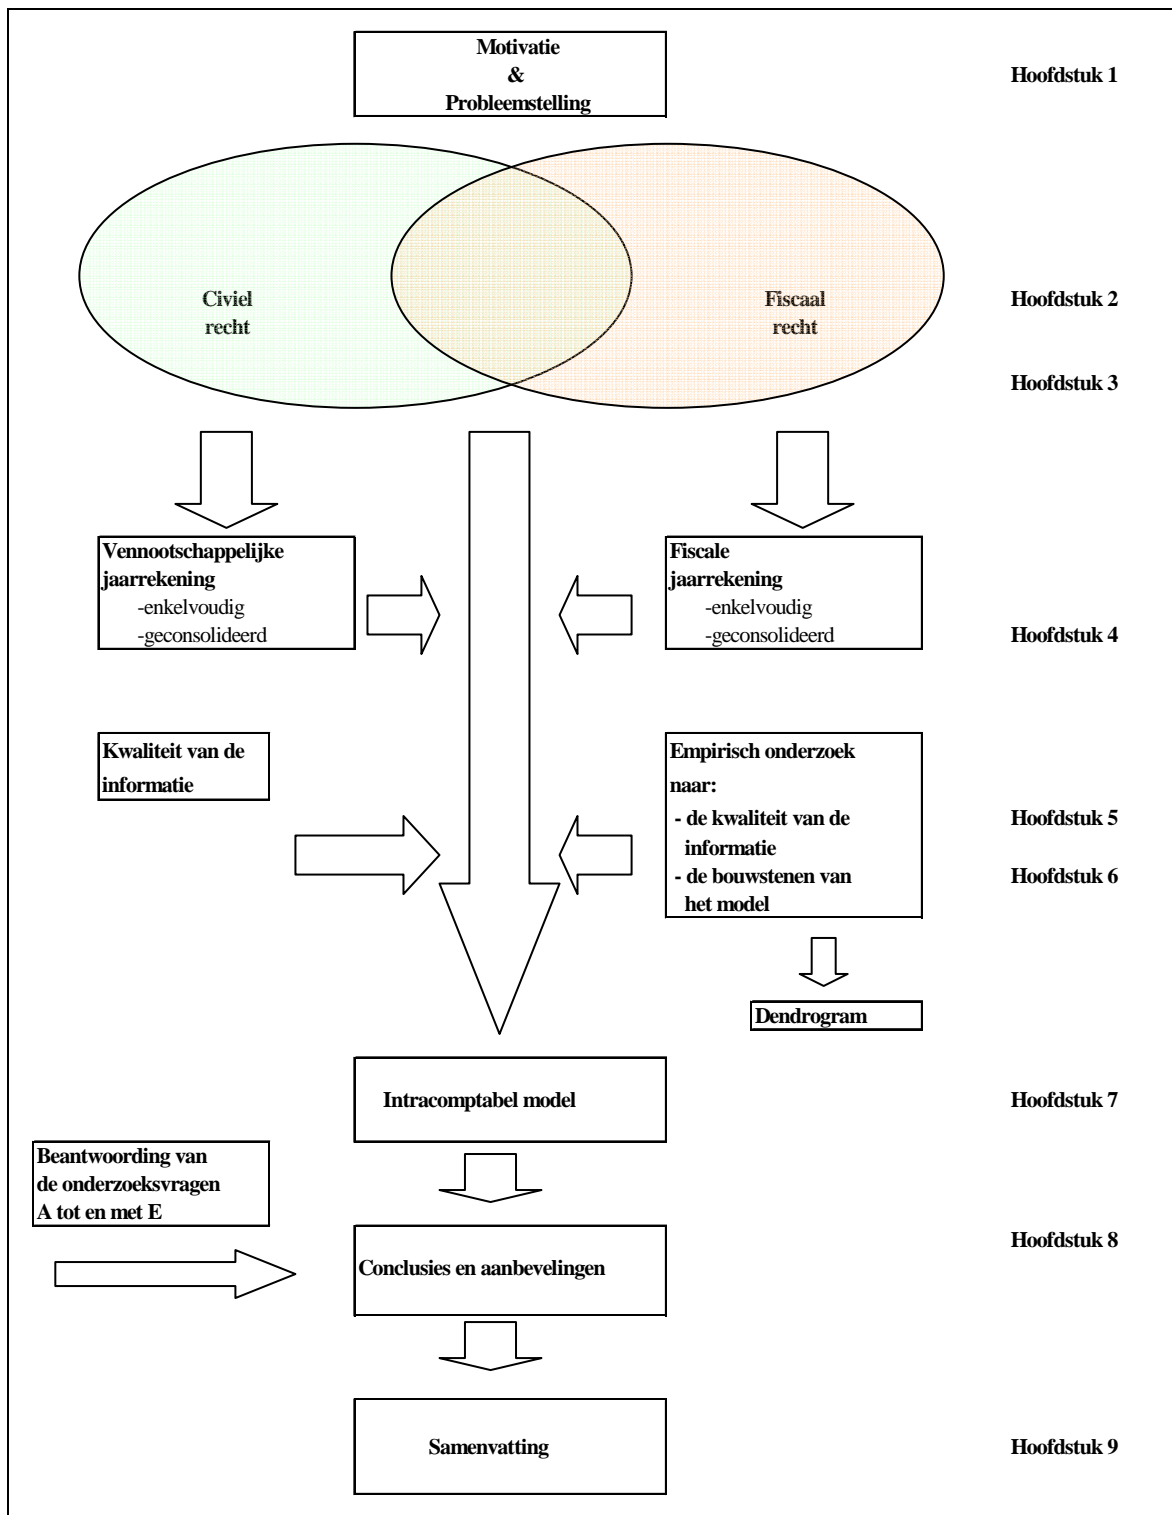 Motivatie
&
Probleemstelling
Hoofdstuk 1
Civiel
recht
Fiscaal
recht
Hoofdstuk 2
Hoofdstuk 3
Vennootschappelijke
jaarrekening
-enkelvoudig
-geconsolideerd
Fiscale
jaarrekening
-enkelvoudig
-geconsolideerd
Hoofdstuk 4
Kwaliteit van de
informatie
Empirisch onderzoek
naar:
- de kwaliteit van de
informatie
- de bouwstenen van
het model
Hoofdstuk 5
Hoofdstuk 6
Dendrogram
Intracomptabel model
Hoofdstuk 7
Beantwoording van
de onderzoeksvragen
A tot en met E
Conclusies en aanbevelingen
Hoofdstuk 8
Samenvatting
Hoofdstuk 9